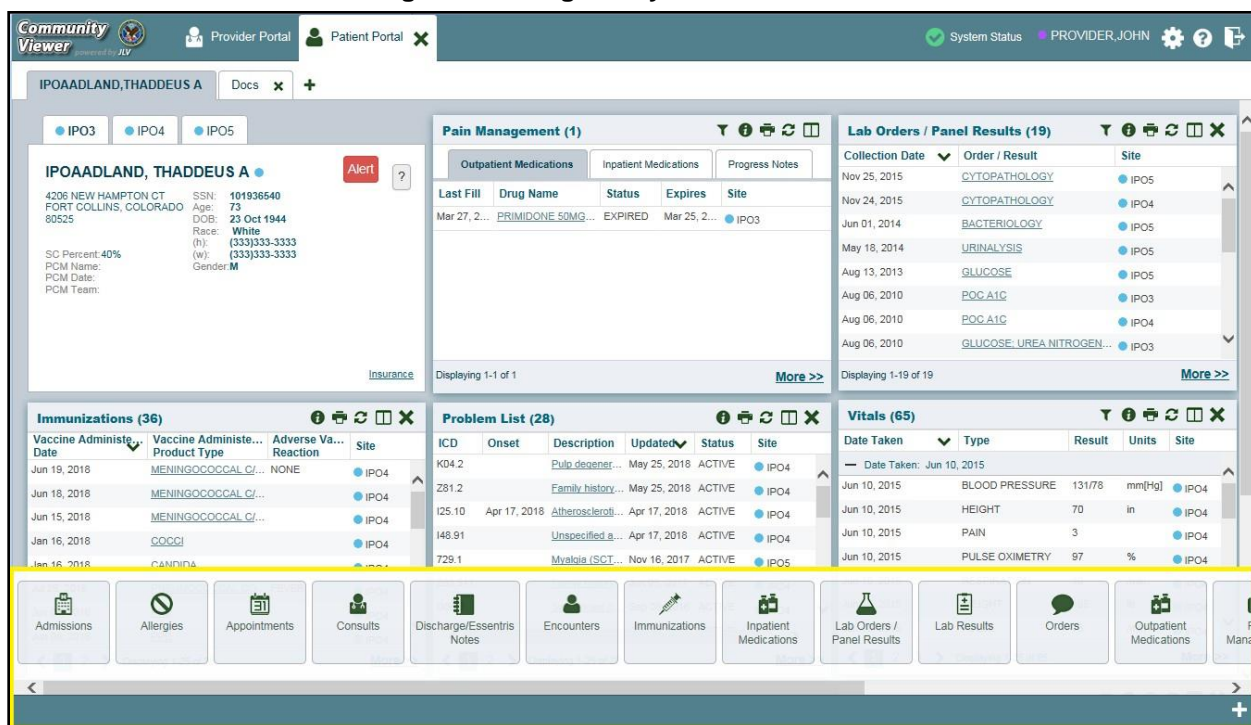 Community
Viewer powered by JLV
Provider Portal
Patient Portal
System Status
PROVIDER,JOHN
IPOAADLAND,THADDEUS A
Docs
IPO3
IPO4
IPO5
IPOAADLAND, THADDEUS A
Alert
?
4206 NEW HAMPTON CT
FORT COLLINS, COLORADO
80525
SSN: 101936540
Age: 73
DOB: 23 Oct 1944
Race: White
(h): (333)333-3333
(w): (333)333-3333
Gender:M
SC Percent:40%
PCM Name:
PCM Date:
PCM Team:
Insurance
Pain Management (1)
Outpatient Medications
Inpatient Medications
Progress Notes
Last Fill Drug Name Status Expires Site
Mar 27, 2... PRIMIDONE 50MG... EXPIRED Mar 25, 2... IPO3
Displaying 1-1 of 1
More >>
Lab Orders / Panel Results (19)
Collection Date Order / Result Site
Nov 25, 2015 CYTOPATHOLOGY IPO5
Nov 24, 2015 CYTOPATHOLOGY IPO4
Jun 01, 2014 BACTERIOLOGY IPO5
May 18, 2014 URINALYSIS IPO5
Aug 13, 2013 GLUCOSE IPO5
Aug 06, 2010 POC A1C IPO3
Aug 06, 2010 POC A1C IPO4
Aug 06, 2010 GLUCOSE; UREA NITROGEN... IPO3
Displaying 1-19 of 19
More >>
Immunizations (36)
Vaccine Administe... Vaccine Administe... Adverse Va... Site
Date Product Type Reaction
Jun 19, 2018 MENINGOCOCCAL C/... NONE IPO4
Jun 18, 2018 MENINGOCOCCAL C/... IPO4
Jun 15, 2018 MENINGOCOCCAL C/... IPO4
Jan 16, 2018 COCCI IPO4
Jan 16, 2018 CANDIDA
Problem List (28)
ICD Onset Description Updated Status Site
K04.2 Pulp degener... May 25, 2018 ACTIVE IPO4
Z81.2 Family history... May 25, 2018 ACTIVE IPO4
I25.10 Apr 17, 2018 Atheroscleroti... Apr 17, 2018 ACTIVE IPO4
I48.91 Unspecified a... Apr 17, 2018 ACTIVE IPO4
729.1 Myalgia (SCT... Nov 16, 2017 ACTIVE IPO5
Vitals (65)
Date Taken Type Result Units Site
Date Taken: Jun 10, 2015
Jun 10, 2015 BLOOD PRESSURE 131/78 mm[Hg] IPO4
Jun 10, 2015 HEIGHT 70 in IPO4
Jun 10, 2015 PAIN 3 IPO4
Jun 10, 2015 PULSE OXIMETRY 97 % IPO4
Admissions
Allergies
Appointments
Consults
Discharge/Essentris
Notes
Encounters
Immunizations
Inpatient
Medications
Lab Orders /
Panel Results
Lab Results
Orders
Outpatient
Medications